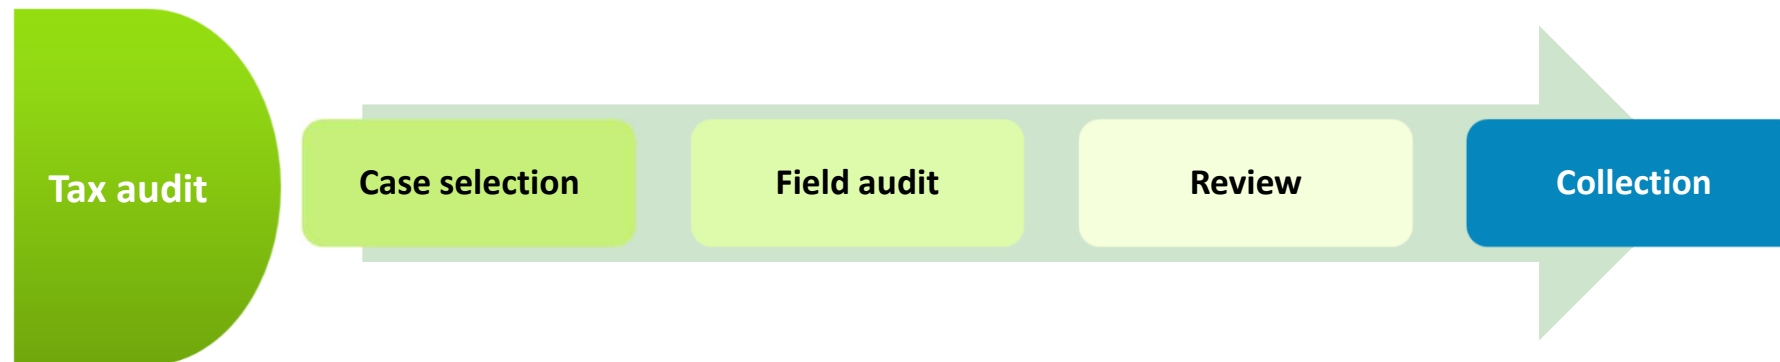 Tax audit
Case selection
Field audit
Review
Collection